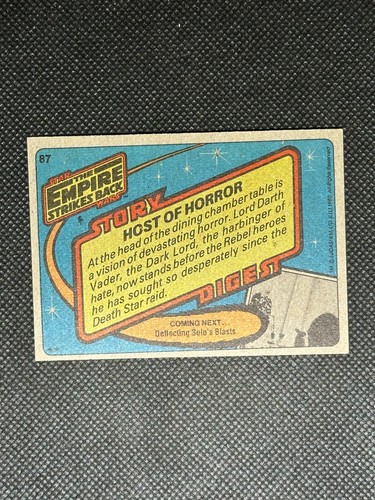 87
STAR
THE
EMPIRE
STRIKES BACK
WARS
STORY
HOST OF HORROR
At the head of the dining chamber table is
a vision of devastating horror. Lord Darth
Vader, the Dark Lord, the harbinger of
hate, now stands before the Rebel heroes
he has sought so desperately since the
Death Star raid.
DIGEST
COMING NEXT...
Deflecting Solo's Blasts